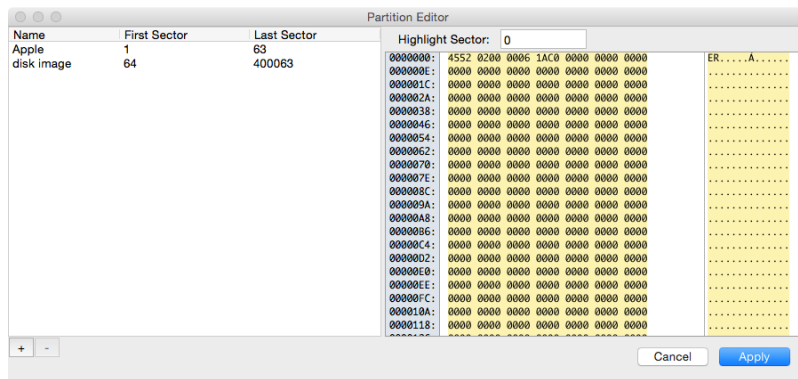 Partition Editor
Name First Sector Last Sector
Apple 1 63
disk image 64 400063
Highlight Sector: 0
0000000: 4552 0200 0006 1AC0 0000 0000 0000 ER.....À......
000000E: 0000 0000 0000 0000 0000 0000 0000 ..............
000001C: 0000 0000 0000 0000 0000 0000 0000 ..............
000002A: 0000 0000 0000 0000 0000 0000 0000 ..............
0000038: 0000 0000 0000 0000 0000 0000 0000 ..............
0000046: 0000 0000 0000 0000 0000 0000 0000 ..............
0000054: 0000 0000 0000 0000 0000 0000 0000 ..............
0000062: 0000 0000 0000 0000 0000 0000 0000 ..............
0000070: 0000 0000 0000 0000 0000 0000 0000 ..............
000007E: 0000 0000 0000 0000 0000 0000 0000 ..............
000008C: 0000 0000 0000 0000 0000 0000 0000 ..............
000009A: 0000 0000 0000 0000 0000 0000 0000 ..............
00000A8: 0000 0000 0000 0000 0000 0000 0000 ..............
00000B6: 0000 0000 0000 0000 0000 0000 0000 ..............
00000C4: 0000 0000 0000 0000 0000 0000 0000 ..............
00000D2: 0000 0000 0000 0000 0000 0000 0000 ..............
00000E0: 0000 0000 0000 0000 0000 0000 0000 ..............
00000EE: 0000 0000 0000 0000 0000 0000 0000 ..............
00000FC: 0000 0000 0000 0000 0000 0000 0000 ..............
000010A: 0000 0000 0000 0000 0000 0000 0000 ..............
0000118: 0000 0000 0000 0000 0000 0000 0000 ..............
+ -
Cancel Apply